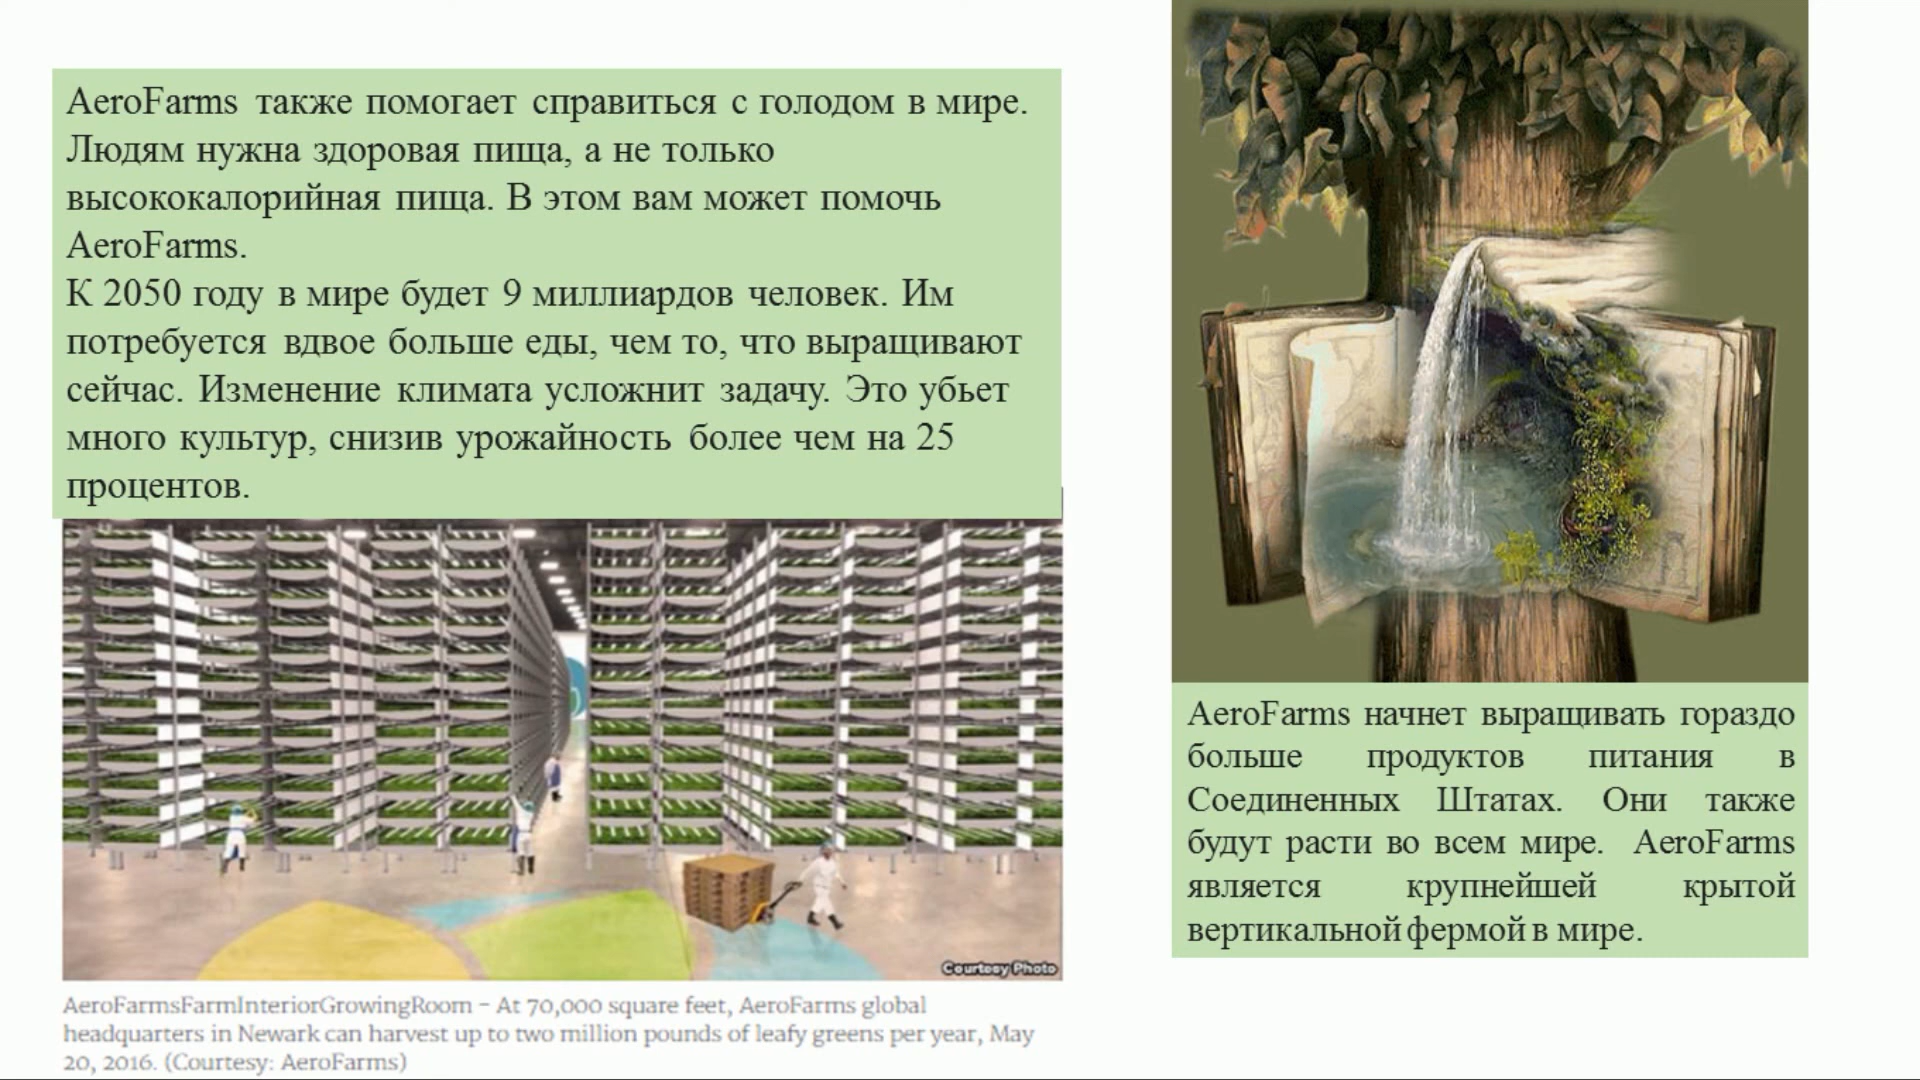 AeroFarms также помогает справиться с голодом в мире.
Людям нужна здоровая пища, а не только
высококалорийная пища. В этом вам может помочь
AeroFarms.
К 2050 году в мире будет 9 миллиардов человек. Им
потребуется вдвое больше еды, чем то, что выращивают
сейчас. Изменение климата усложнит задачу. Это убьет
много культур, снизив урожайность более чем на 25
процентов.
Courtesy Photo
AeroFarmsFarmInteriorGrowingRoom – At 70,000 square feet, AeroFarms global
headquarters in Newark can harvest up to two million pounds of leafy greens per year, May
20, 2016. (Courtesy: AeroFarms)
AeroFarms начнет выращивать гораздо
больше продуктов питания в
Соединенных Штатах. Они также
будут расти во всем мире. AeroFarms
является крупнейшей крытой
вертикальной фермой в мире.